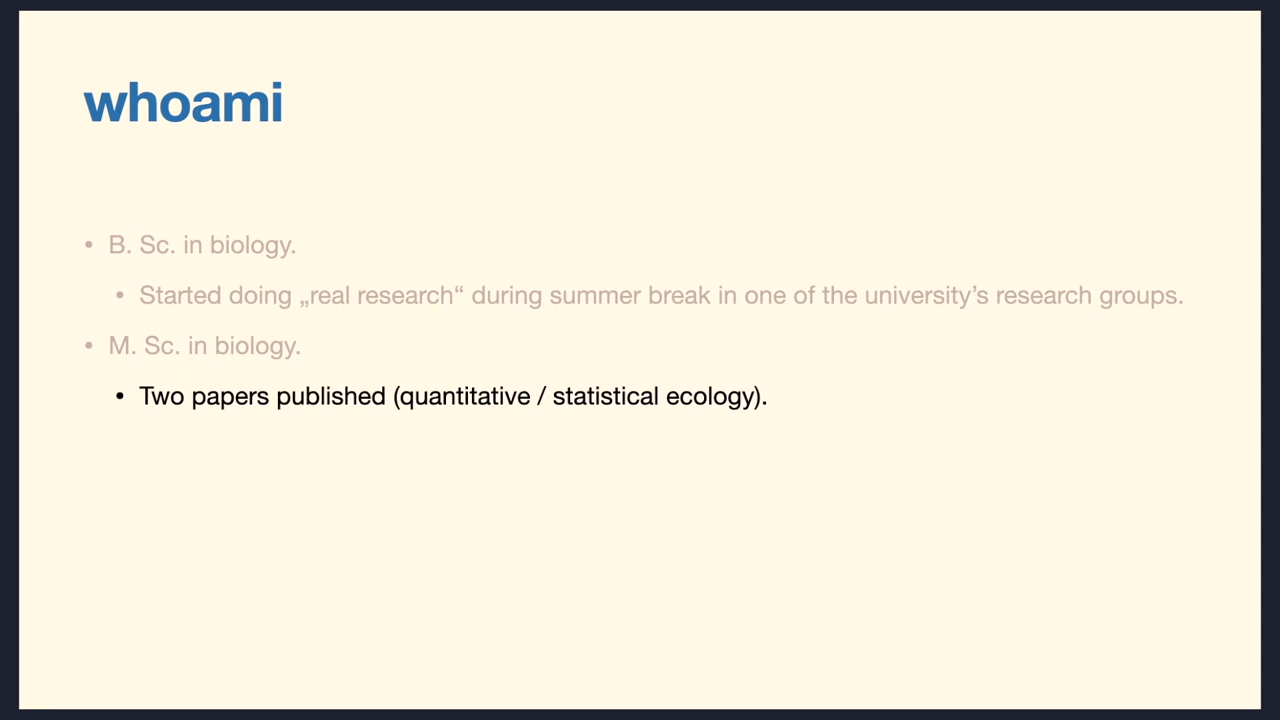 whoami
• B. Sc. in biology.
• Started doing „real research“ during summer break in one of the university’s research groups.
• M. Sc. in biology.
• Two papers published (quantitative / statistical ecology).